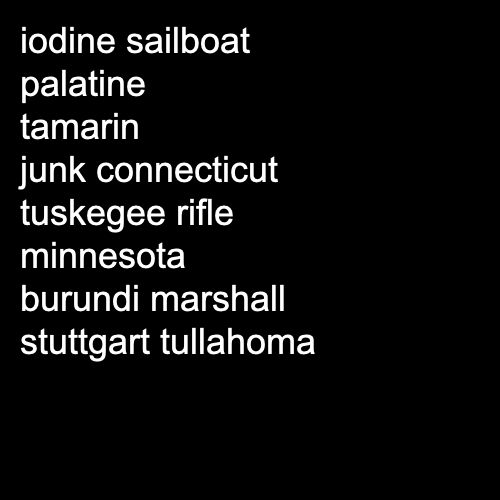 iodine sailboat
palatine
tamarin
junk connecticut
tuskegee rifle
minnesota
burundi marshall
stuttgart tullahoma